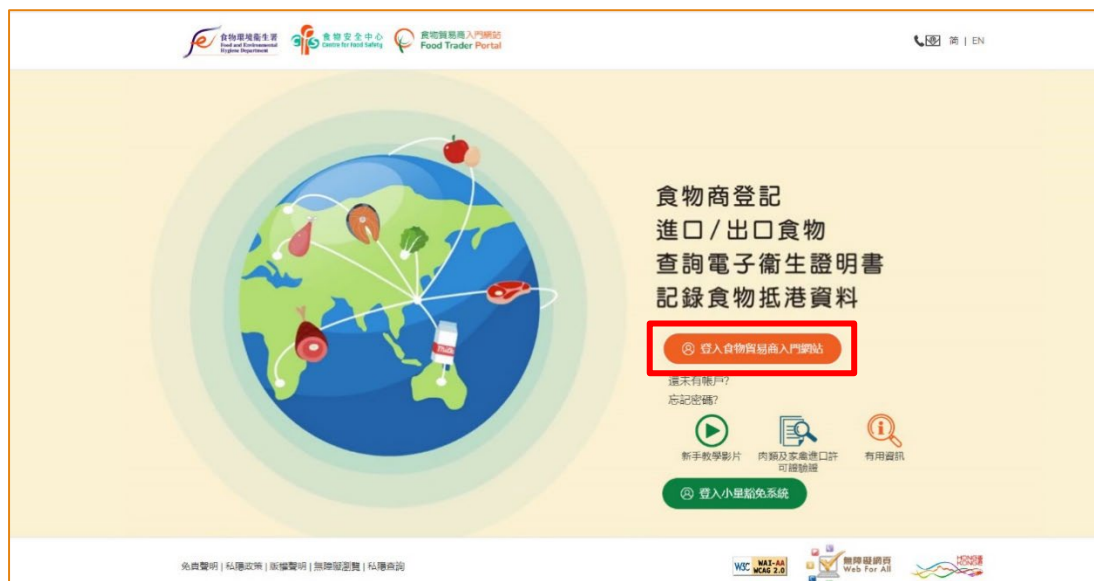 食物環境衞生署
Food and Environmental
Hygiene Department
食物安全中心
Centre for Food Safety
食物貿易商入門網站
Food Trader Portal
简 | EN
食物商登記
進口/出口食物
查詢電子衞生證明書
記錄食物抵港資料
登入食物貿易商入門網站
還未有帳戶?
忘記密碼?
新手教學影片
肉類及家禽進口許
可證驗證
有用資訊
登入小量豁免系統
免責聲明 | 私隱政策 | 版權聲明 | 無障礙瀏覽 | 私隱查詢
W3C WAI-AA
WCAG 2.0
無障礙網頁
Web For All